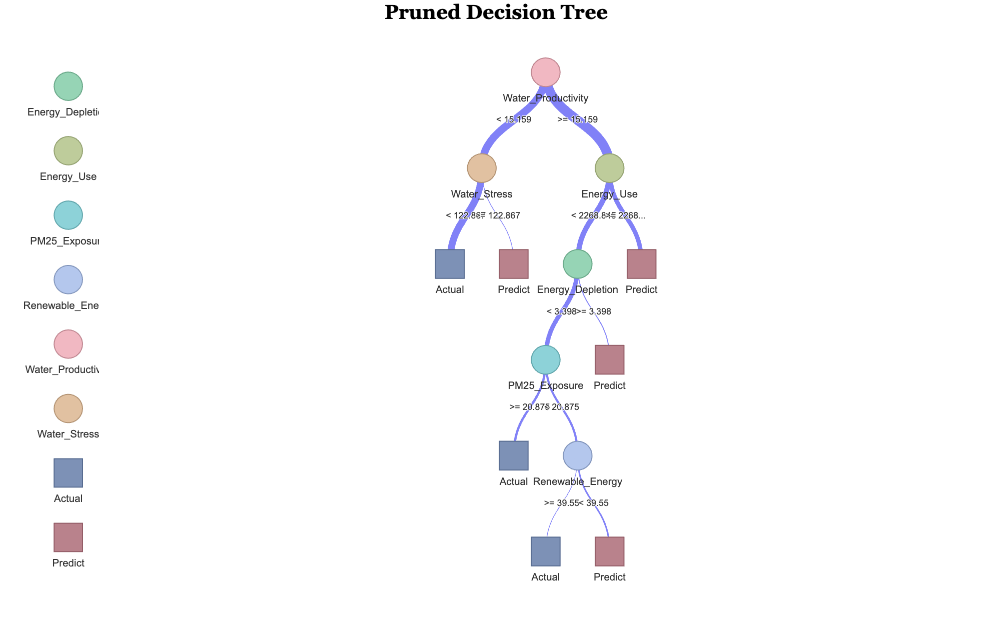 Pruned Decision Tree
Energy_Depleti
Energy_Use
PM25_Exposur
Renewable_Ene
Water_Productiv
Water_Stress
Actual
Predict
Water_Productivity
< 15.159
>= 15.159
Water_Stress
Energy_Use
< 122.867
122.867
< 2268.8
2268...
Actual
Predict
Energy_Depletion
Predict
< 3.398
>= 3.398
PM25_Exposure
Predict
>= 20.875
20.875
Actual
Renewable_Energy
>= 39.55
< 39.55
Actual
Predict